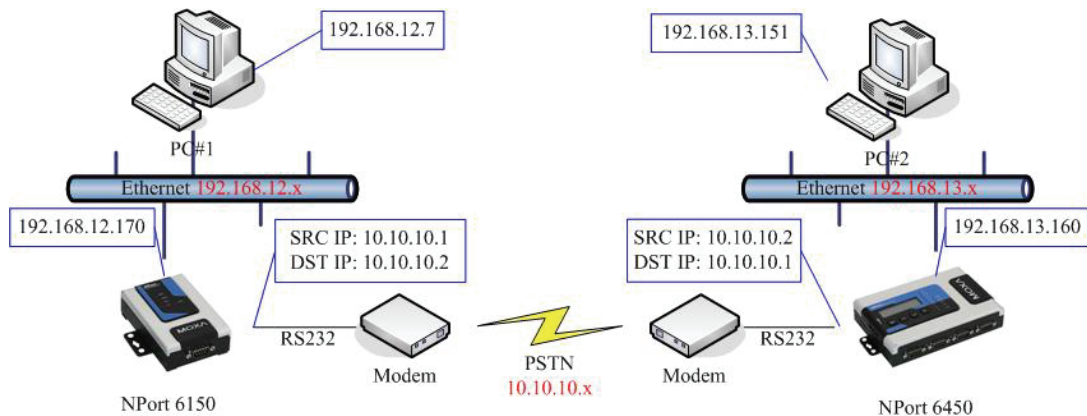 192.168.12.7
192.168.13.151
PC#1
PC#2
Ethernet 192.168.12.x
Ethernet 192.168.13.x
192.168.12.170
SRC IP: 10.10.10.1
DST IP: 10.10.10.2
SRC IP: 10.10.10.2
DST IP: 10.10.10.1
192.168.13.160
MOXA
MOXA
RS232
Modem
PSTN
10.10.10.x
Modem
RS232
NPort 6150
NPort 6450